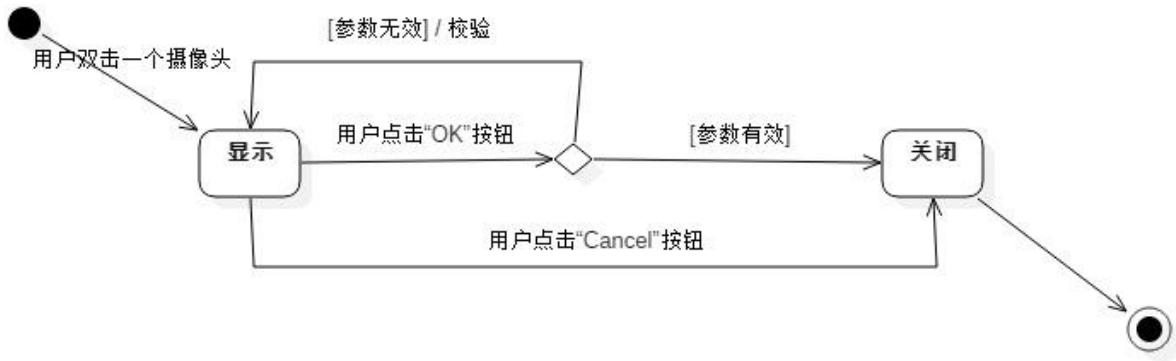 [参数无效] / 校验
用户双击一个摄像头
用户点击“OK”按钮
[参数有效]
显示
关闭
用户点击“Cancel”按钮